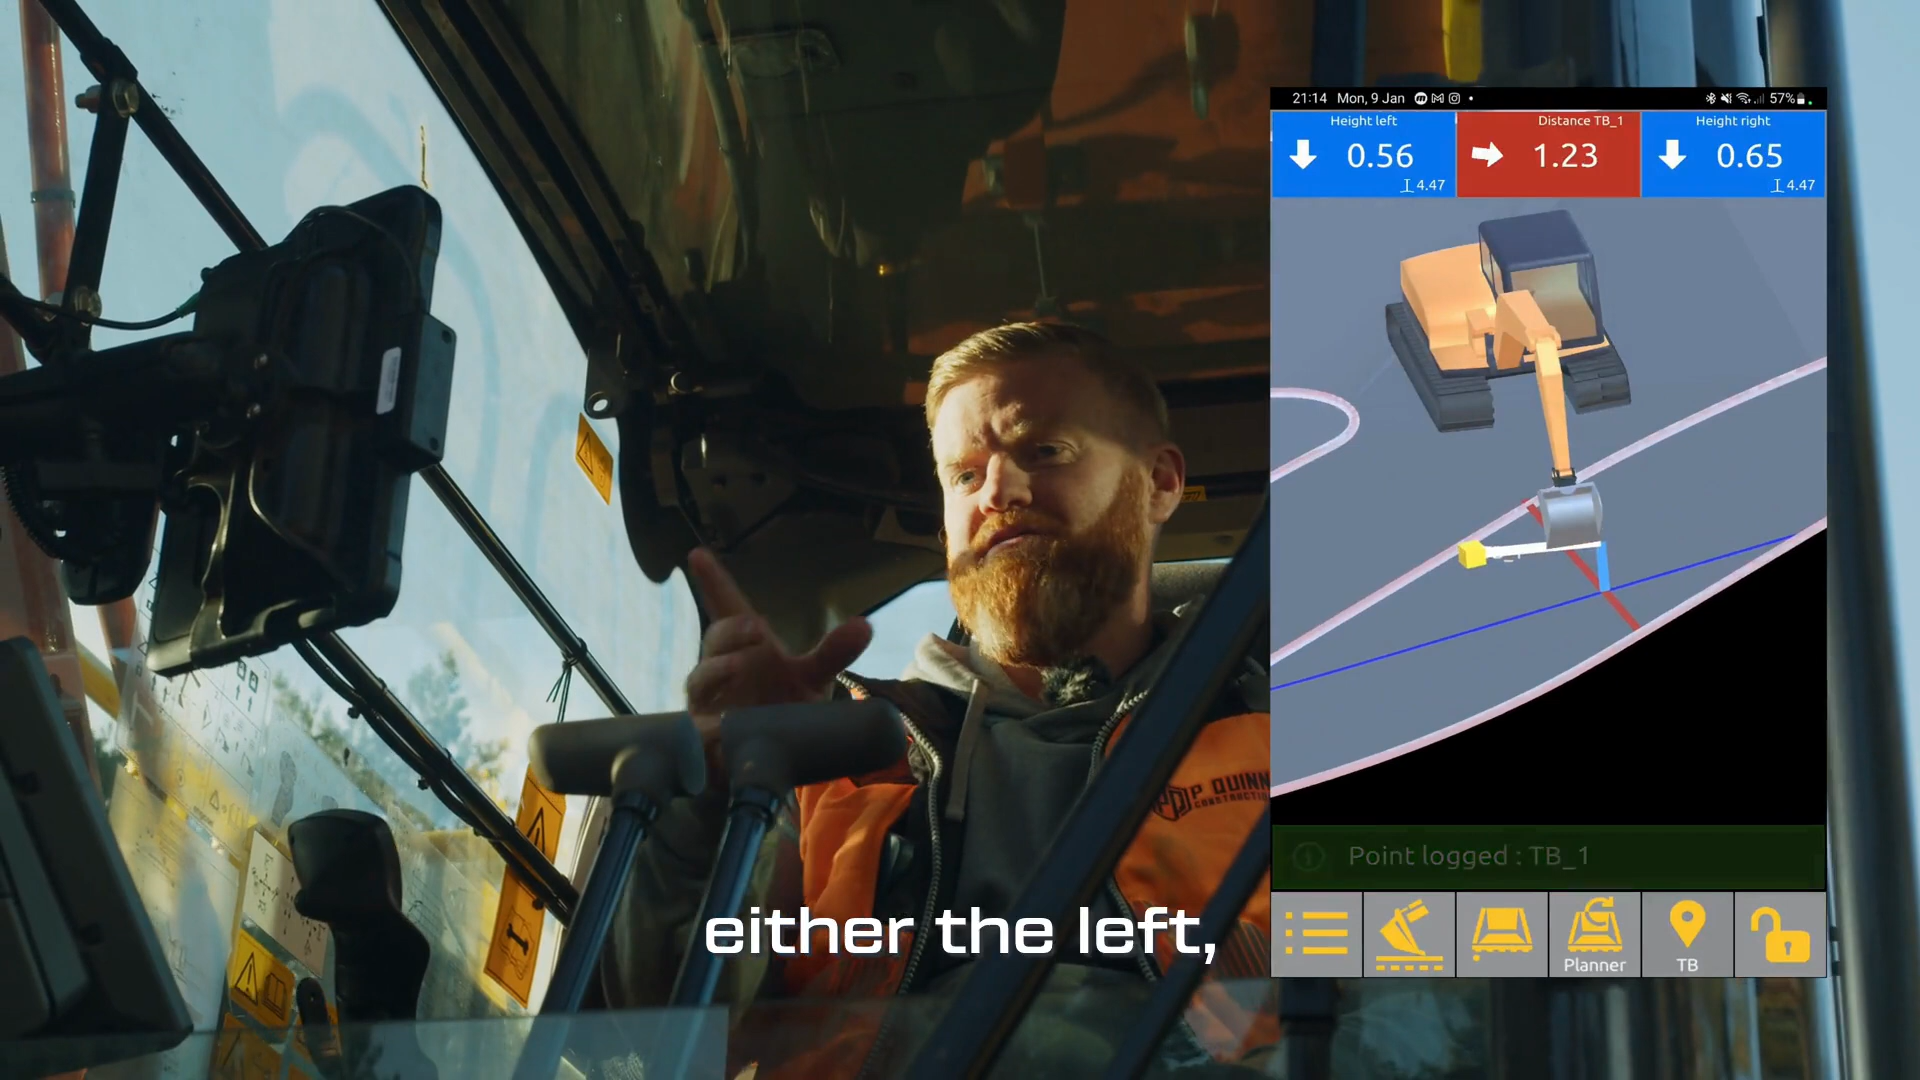 21:14 Mon, 9 Jan
57%
Height left
0.56
4.47
Distance TB_1
1.23
Height right
0.65
4.47
Point logged : TB_1
Planner
TB
P QUINN
either the left,